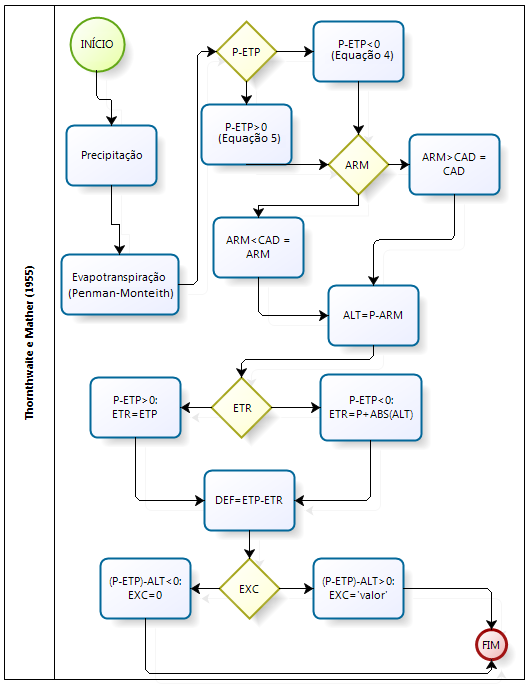 Thornthwaite e Mather (1955)
INÍCIO
Precipitação
Evapotranspiração
(Penman-Monteith)
P-ETP
P-ETP<0
(Equação 4)
P-ETP>0
(Equação 5)
ARM
ARM>CAD =
CAD
ARM<CAD =
ARM
ALT=P-ARM
ETR
P-ETP>0:
ETR=ETP
P-ETP<0:
ETR=P+ABS(ALT)
DEF=ETP-ETR
EXC
(P-ETP)-ALT<0:
EXC=0
(P-ETP)-ALT>0:
EXC='valor'
FIM